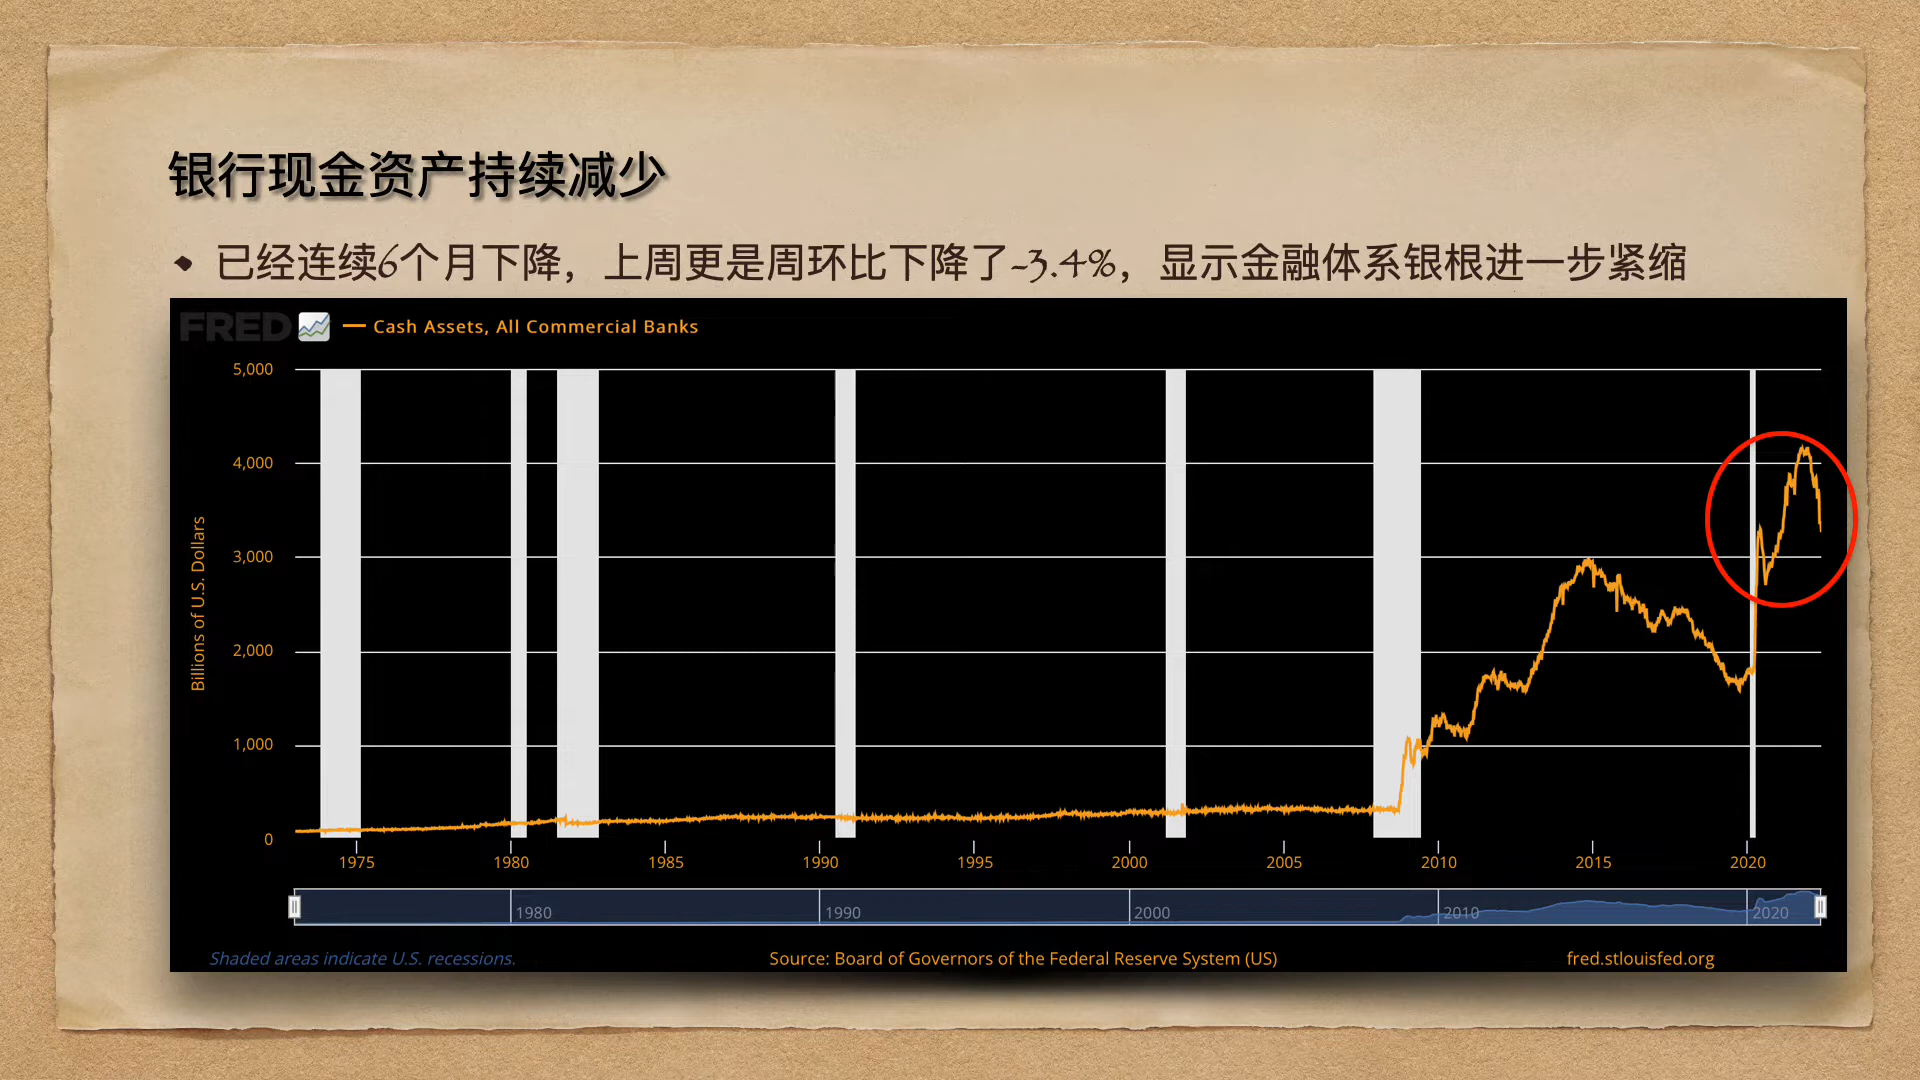 银行现金资产持续减少
已经连续6个月下降，上周更是周环比下降了-3.4%，显示金融体系银根进一步紧缩
FRED — Cash Assets, All Commercial Banks
5,000
4,000
3,000
2,000
1,000
0
Billions of U.S. Dollars
1975 1980 1985 1990 1995 2000 2005 2010 2015 2020
1980 1990 2000 2010 2020
Shaded areas indicate U.S. recessions. Source: Board of Governors of the Federal Reserve System (US) fred.stlouisfed.org